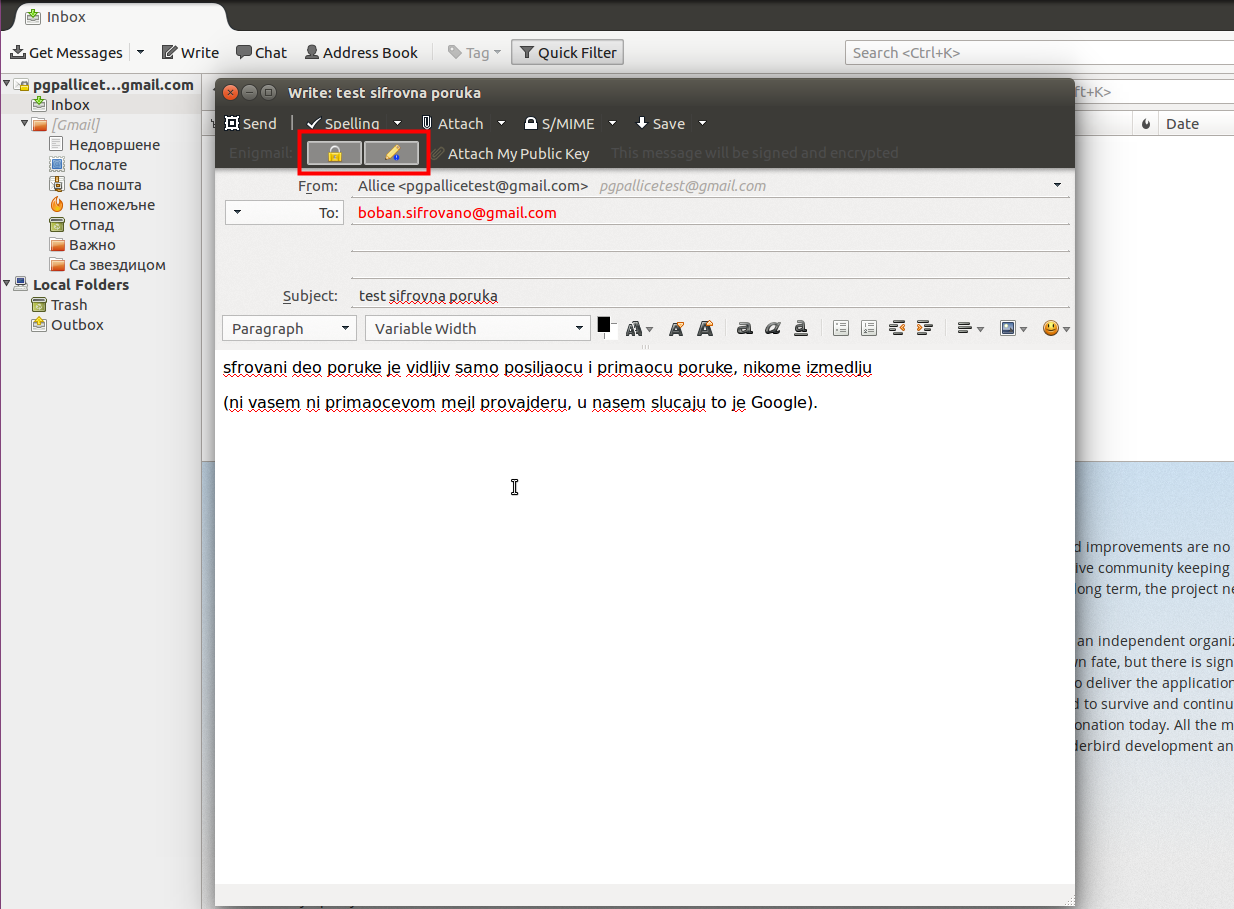 Inbox
Get Messages Write Chat Address Book Tag Quick Filter Search <Ctrl+K>
pgpallicet...gmail.com
Inbox
[Gmail]
Недовршене
Послате
Сва пошта
Непожељне
Отпад
Важно
Са звездицом
Local Folders
Trash
Outbox
Write: test sifrovna poruka
Send Spelling Attach S/MIME Save
Enigmail: Attach My Public Key This message will be signed and encrypted
From: Allice <pgpallicetest@gmail.com> pgpallicetest@gmail.com
To: boban.sifrovano@gmail.com
Subject: test sifrovna poruka
Paragraph Variable Width
sfrovani deo poruke je vidljiv samo posiljaocu i primaocu poruke, nikome izmedlju
(ni vasem ni primaocevom mejl provajderu, u nasem slucaju to je Google).
ft+K>
Date
d improvements are no
ive community keeping
long term, the project ne
an independent organiz
n fate, but there is sign
o deliver the application
d to survive and continu
onation today. All the m
derbird development an